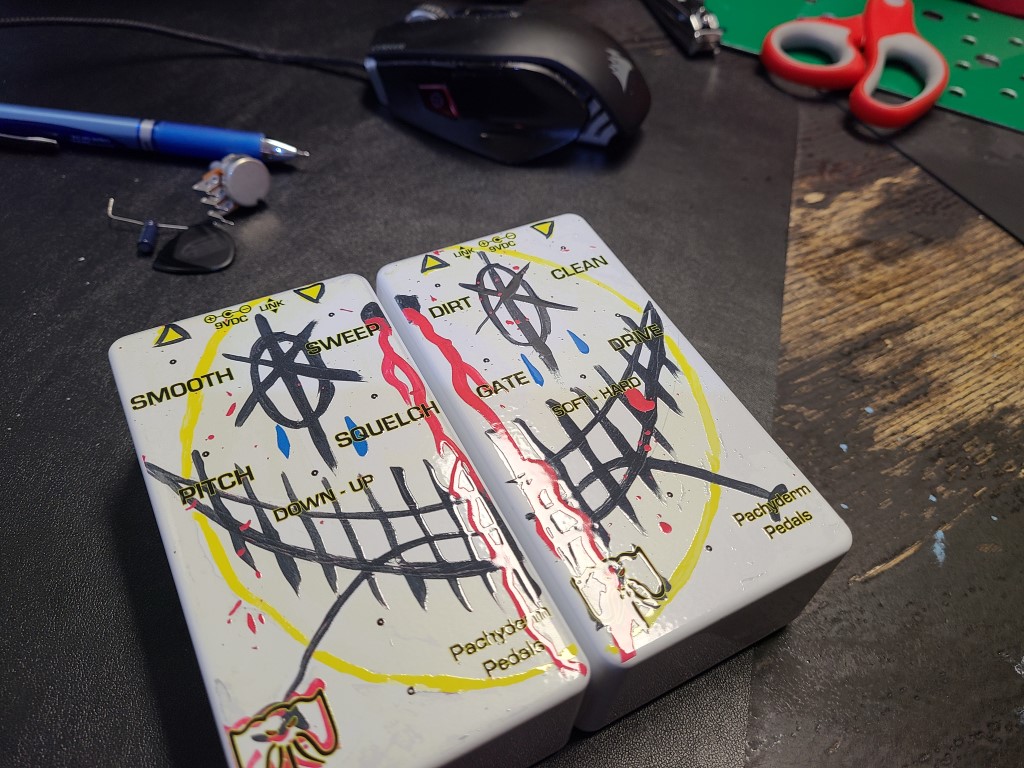 9VDC
LINK
SMOOTH
SWEEP
SQUELCH
PITCH
DOWN - UP
Pachyderm
Pedals
LINK
9VDC
DIRT
CLEAN
DRIVE
GATE
SOFT - HARD
Pachyderm
Pedals